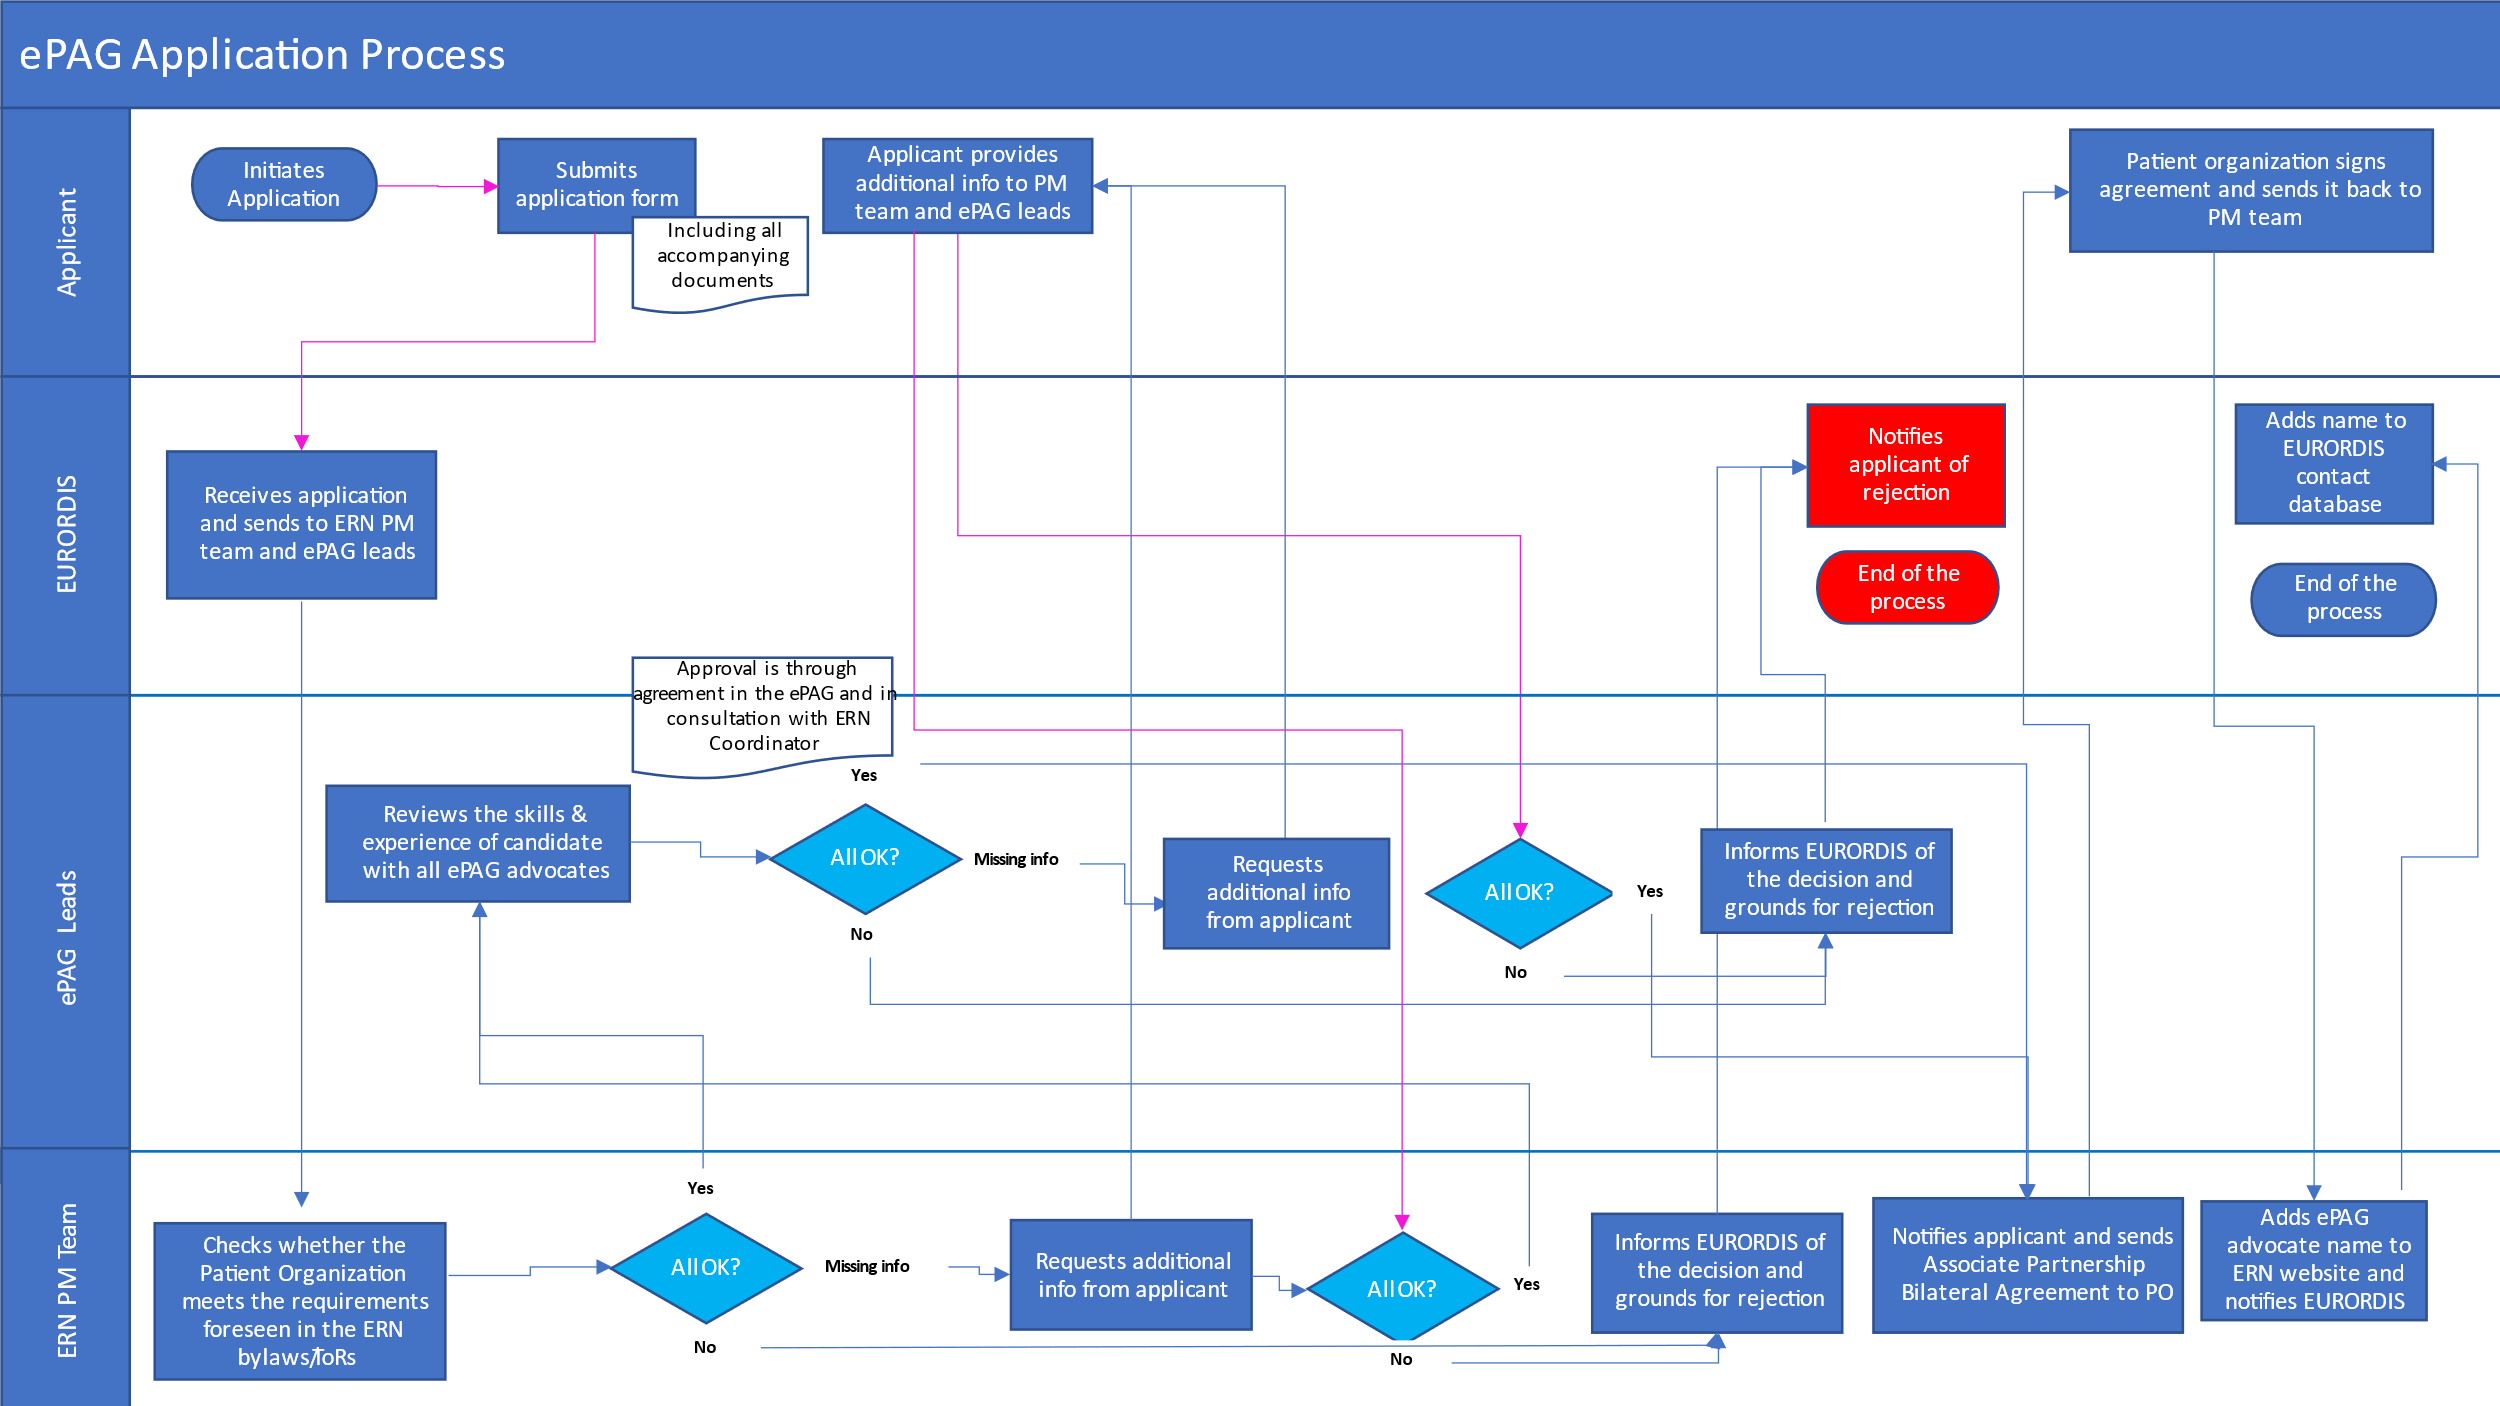 ePAG Application Process
Applicant
Initiates
Application
Submits
application form
Including all
accompanying
documents
Applicant provides
additional info to PM
team and ePAG leads
Patient organization signs
agreement and sends it back to
PM team
EURORDIS
Receives application
and sends to ERN PM
team and ePAG leads
Notifies
applicant of
rejection
End of the
process
Adds name to
EURORDIS
contact
database
End of the
process
ePAG Leads
Approval is through
agreement in the ePAG and in
consultation with ERN
Coordinator
Reviews the skills &
experience of candidate
with all ePAG advocates
Yes
All OK?
Missing info
No
Requests
additional info
from applicant
All OK?
Yes
No
Informs EURORDIS of
the decision and
grounds for rejection
ERN PM Team
Checks whether the
Patient Organization
meets the requirements
foreseen in the ERN
bylaws/ToRs
Yes
All OK?
Missing info
No
Requests additional
info from applicant
All OK?
Yes
No
Informs EURORDIS of
the decision and
grounds for rejection
Notifies applicant and sends
Associate Partnership
Bilateral Agreement to PO
Adds ePAG
advocate name to
ERN website and
notifies EURORDIS